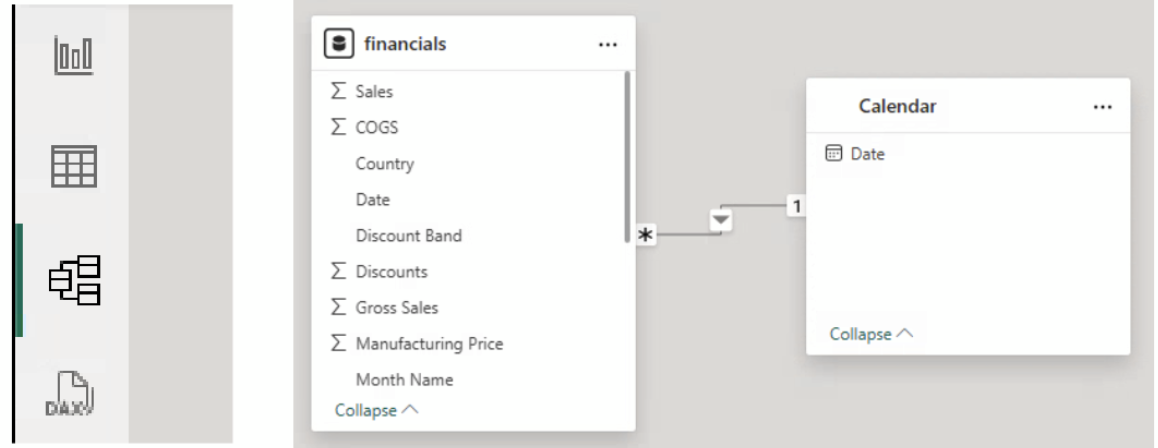 DAX
financials
...
Sales
COGS
Country
Date
Discount Band
Discounts
Gross Sales
Manufacturing Price
Month Name
Collapse
*
1
Calendar
...
Date
Collapse